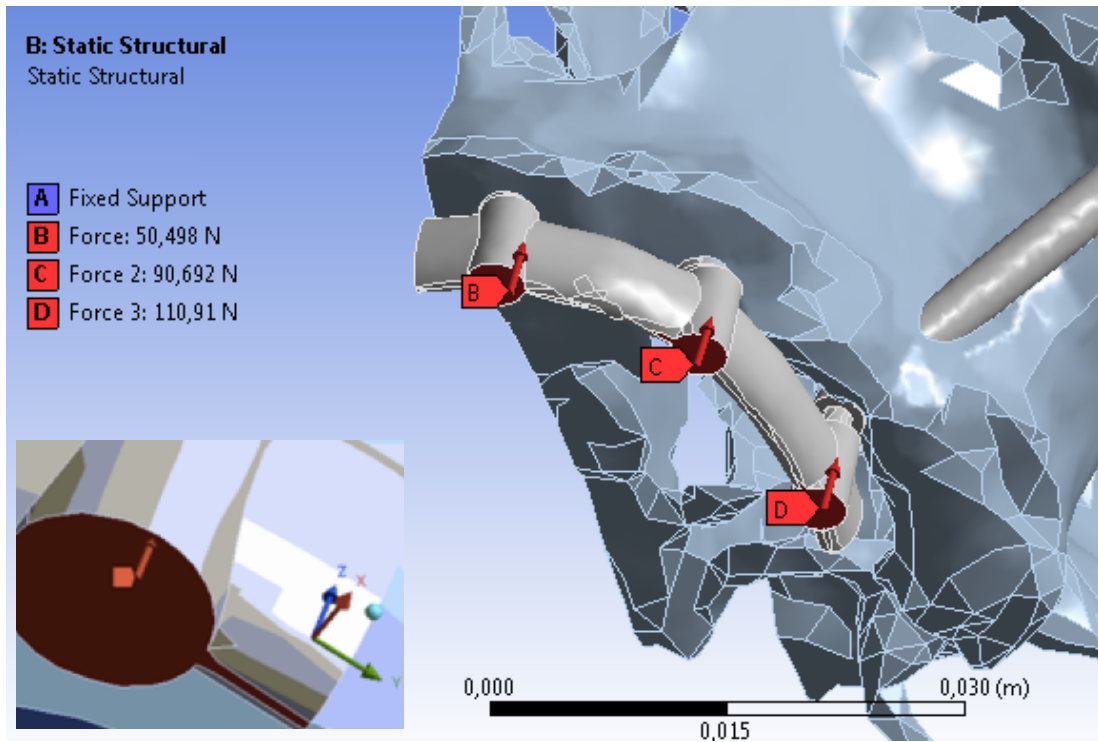 B: Static Structural
Static Structural
A Fixed Support
B Force: 50,498 N
C Force 2: 90,692 N
D Force 3: 110,91 N
B
C
D
Z
X
Y
0,000
0,030 (m)
0,015